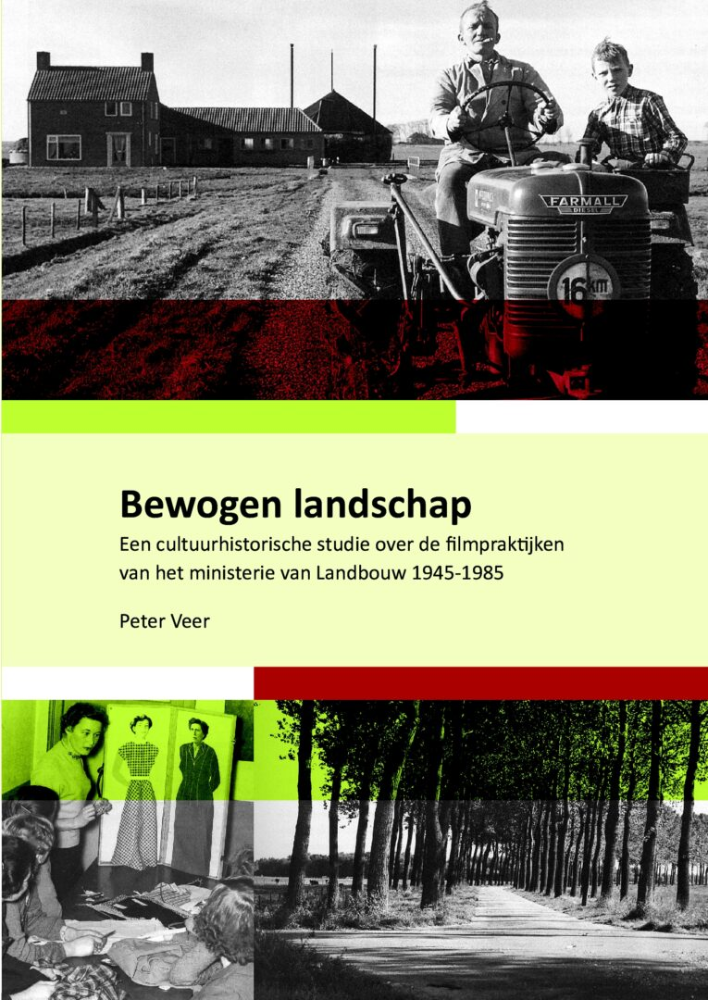 FARMALL
DIESEL
16 km
Bewogen landschap
Een cultuurhistorische studie over de filmpraktijken
van het ministerie van Landbouw 1945-1985
Peter Veer